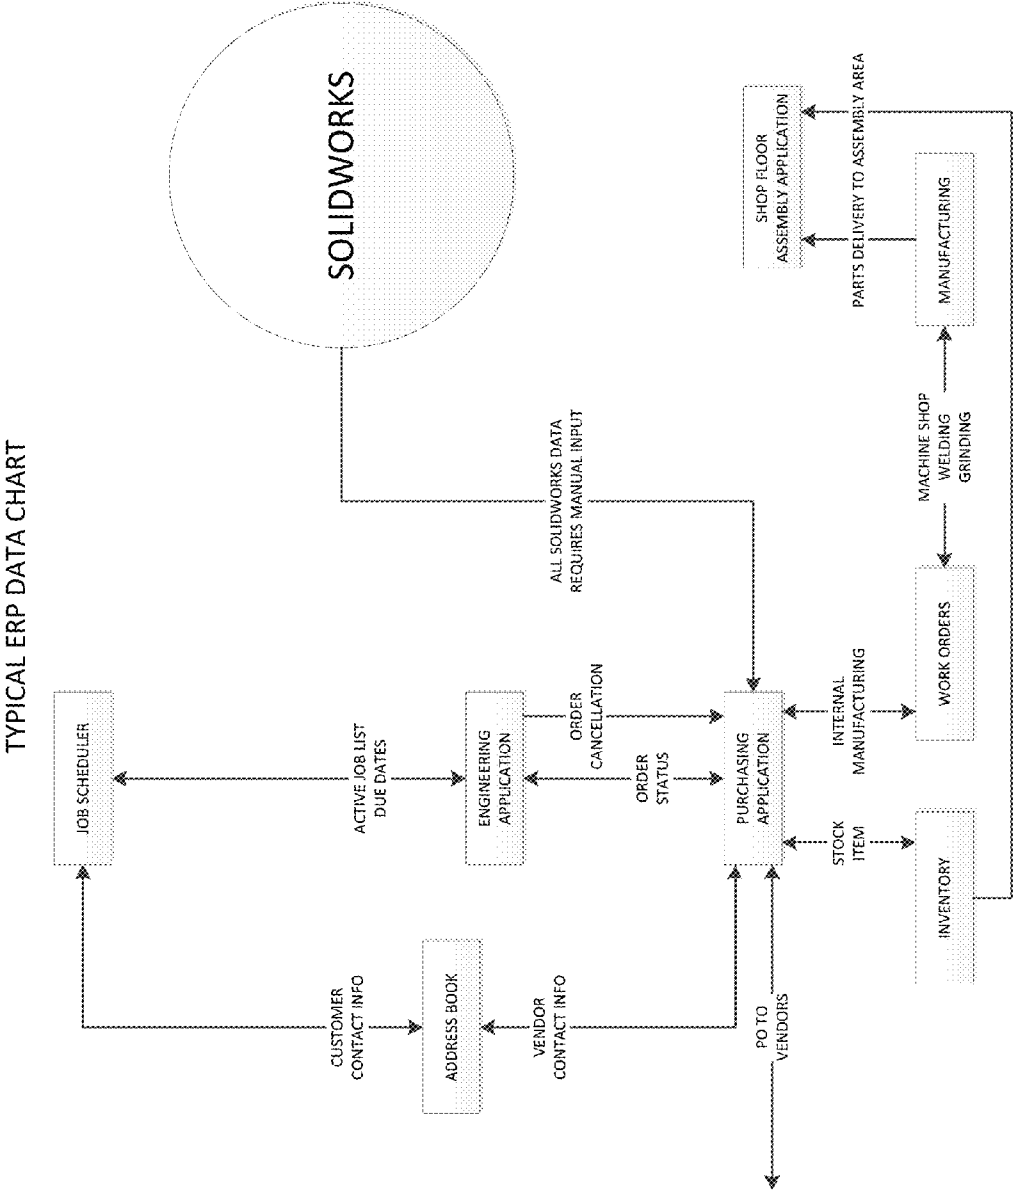 TYPICAL ERP DATA CHART
JOB SCHEDULER
SOLIDWORKS
CUSTOMER
CONTACT INFO
ACTIVE JOB LIST
DUE DATES
ADDRESS BOOK
ENGINEERING
APPLICATION
VENDOR
CONTACT INFO
ORDER
CANCELLATION
ORDER
STATUS
ALL SOLIDWORKS DATA
REQUIRES MANUAL INPUT
PO TO
VENDORS
PURCHASING
APPLICATION
SHOP FLOOR
ASSEMBLY APPLICATION
STOCK
ITEM
INTERNAL
MANUFACTURING
PARTS DELIVERY TO ASSEMBLY AREA
INVENTORY
WORK ORDERS
MACHINE SHOP
WELDING
GRINDING
MANUFACTURING